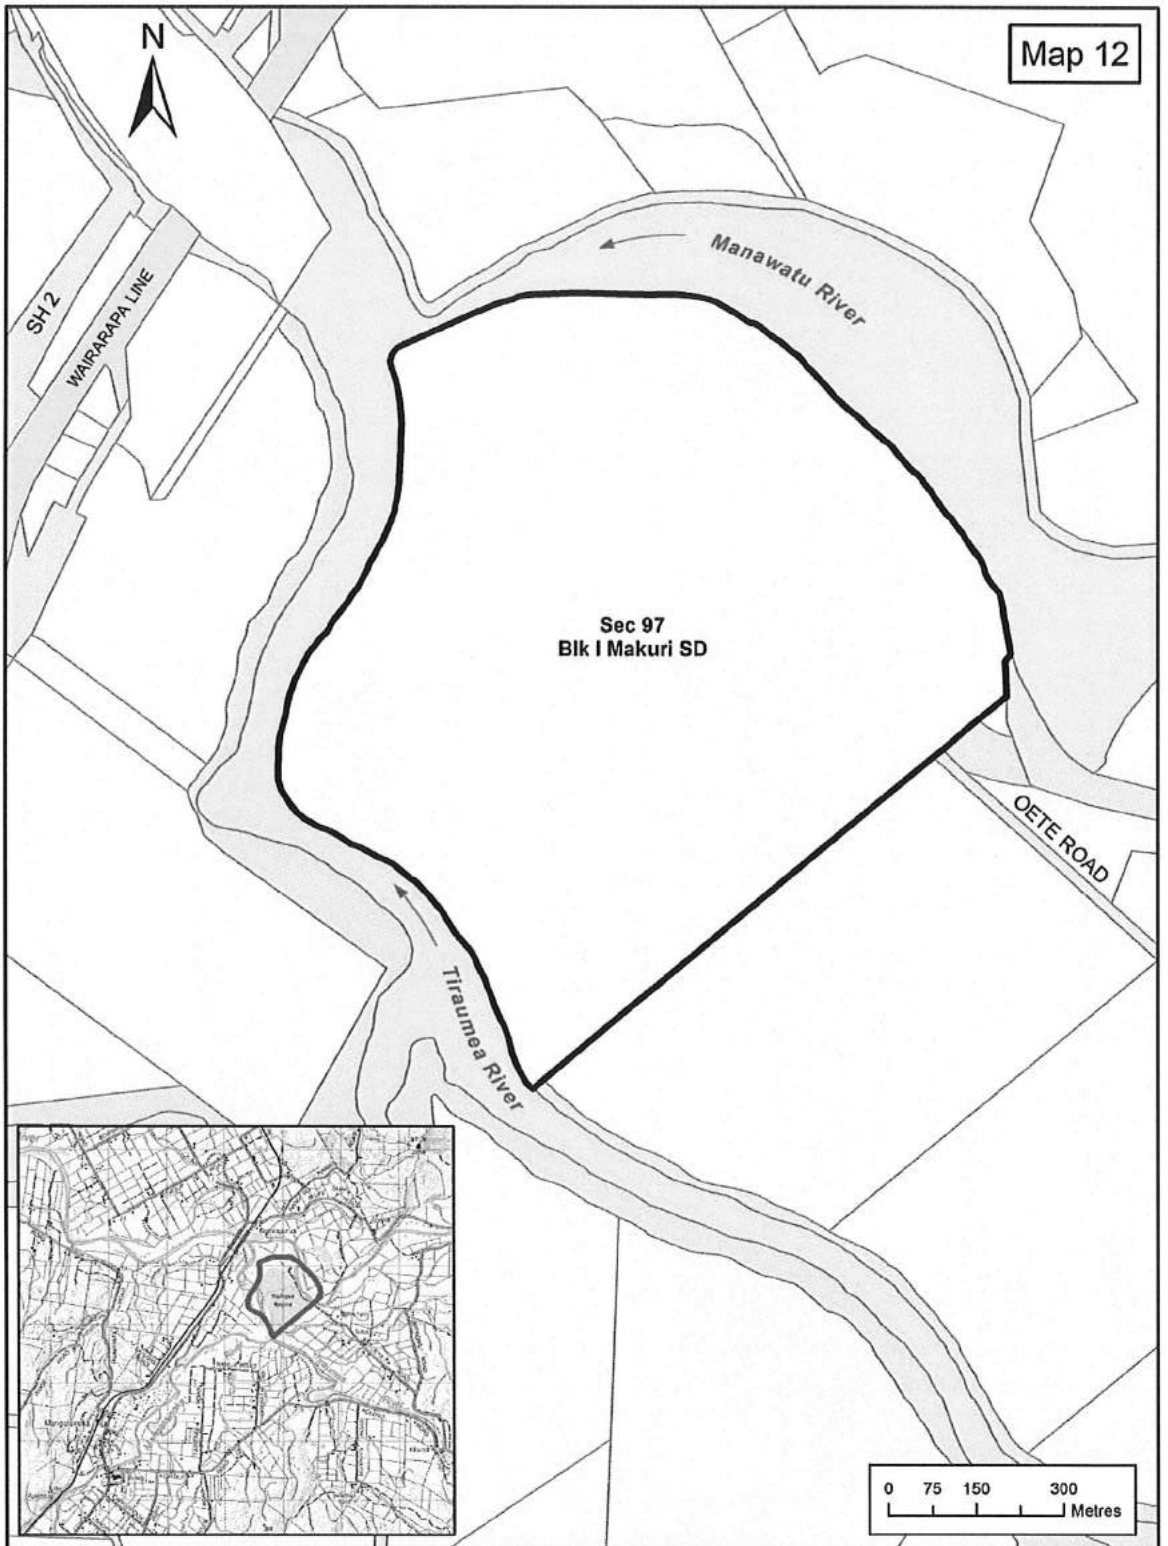 N
Map 12
Manawatu River
SH 2
WAIRARAPA LINE
Sec 97
Blk I Makuri SD
OETE ROAD
Tiraumea River
0 75 150 300
Metres